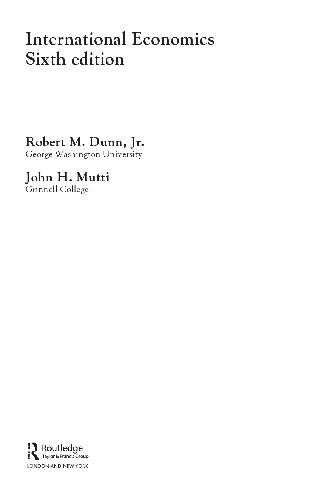 International Economics
Sixth edition
Robert M. Dunn, Jr.
George Washington University
John H. Mutti
Grinnell College
Routledge
Taylor & Francis Group
LONDON AND NEW YORK